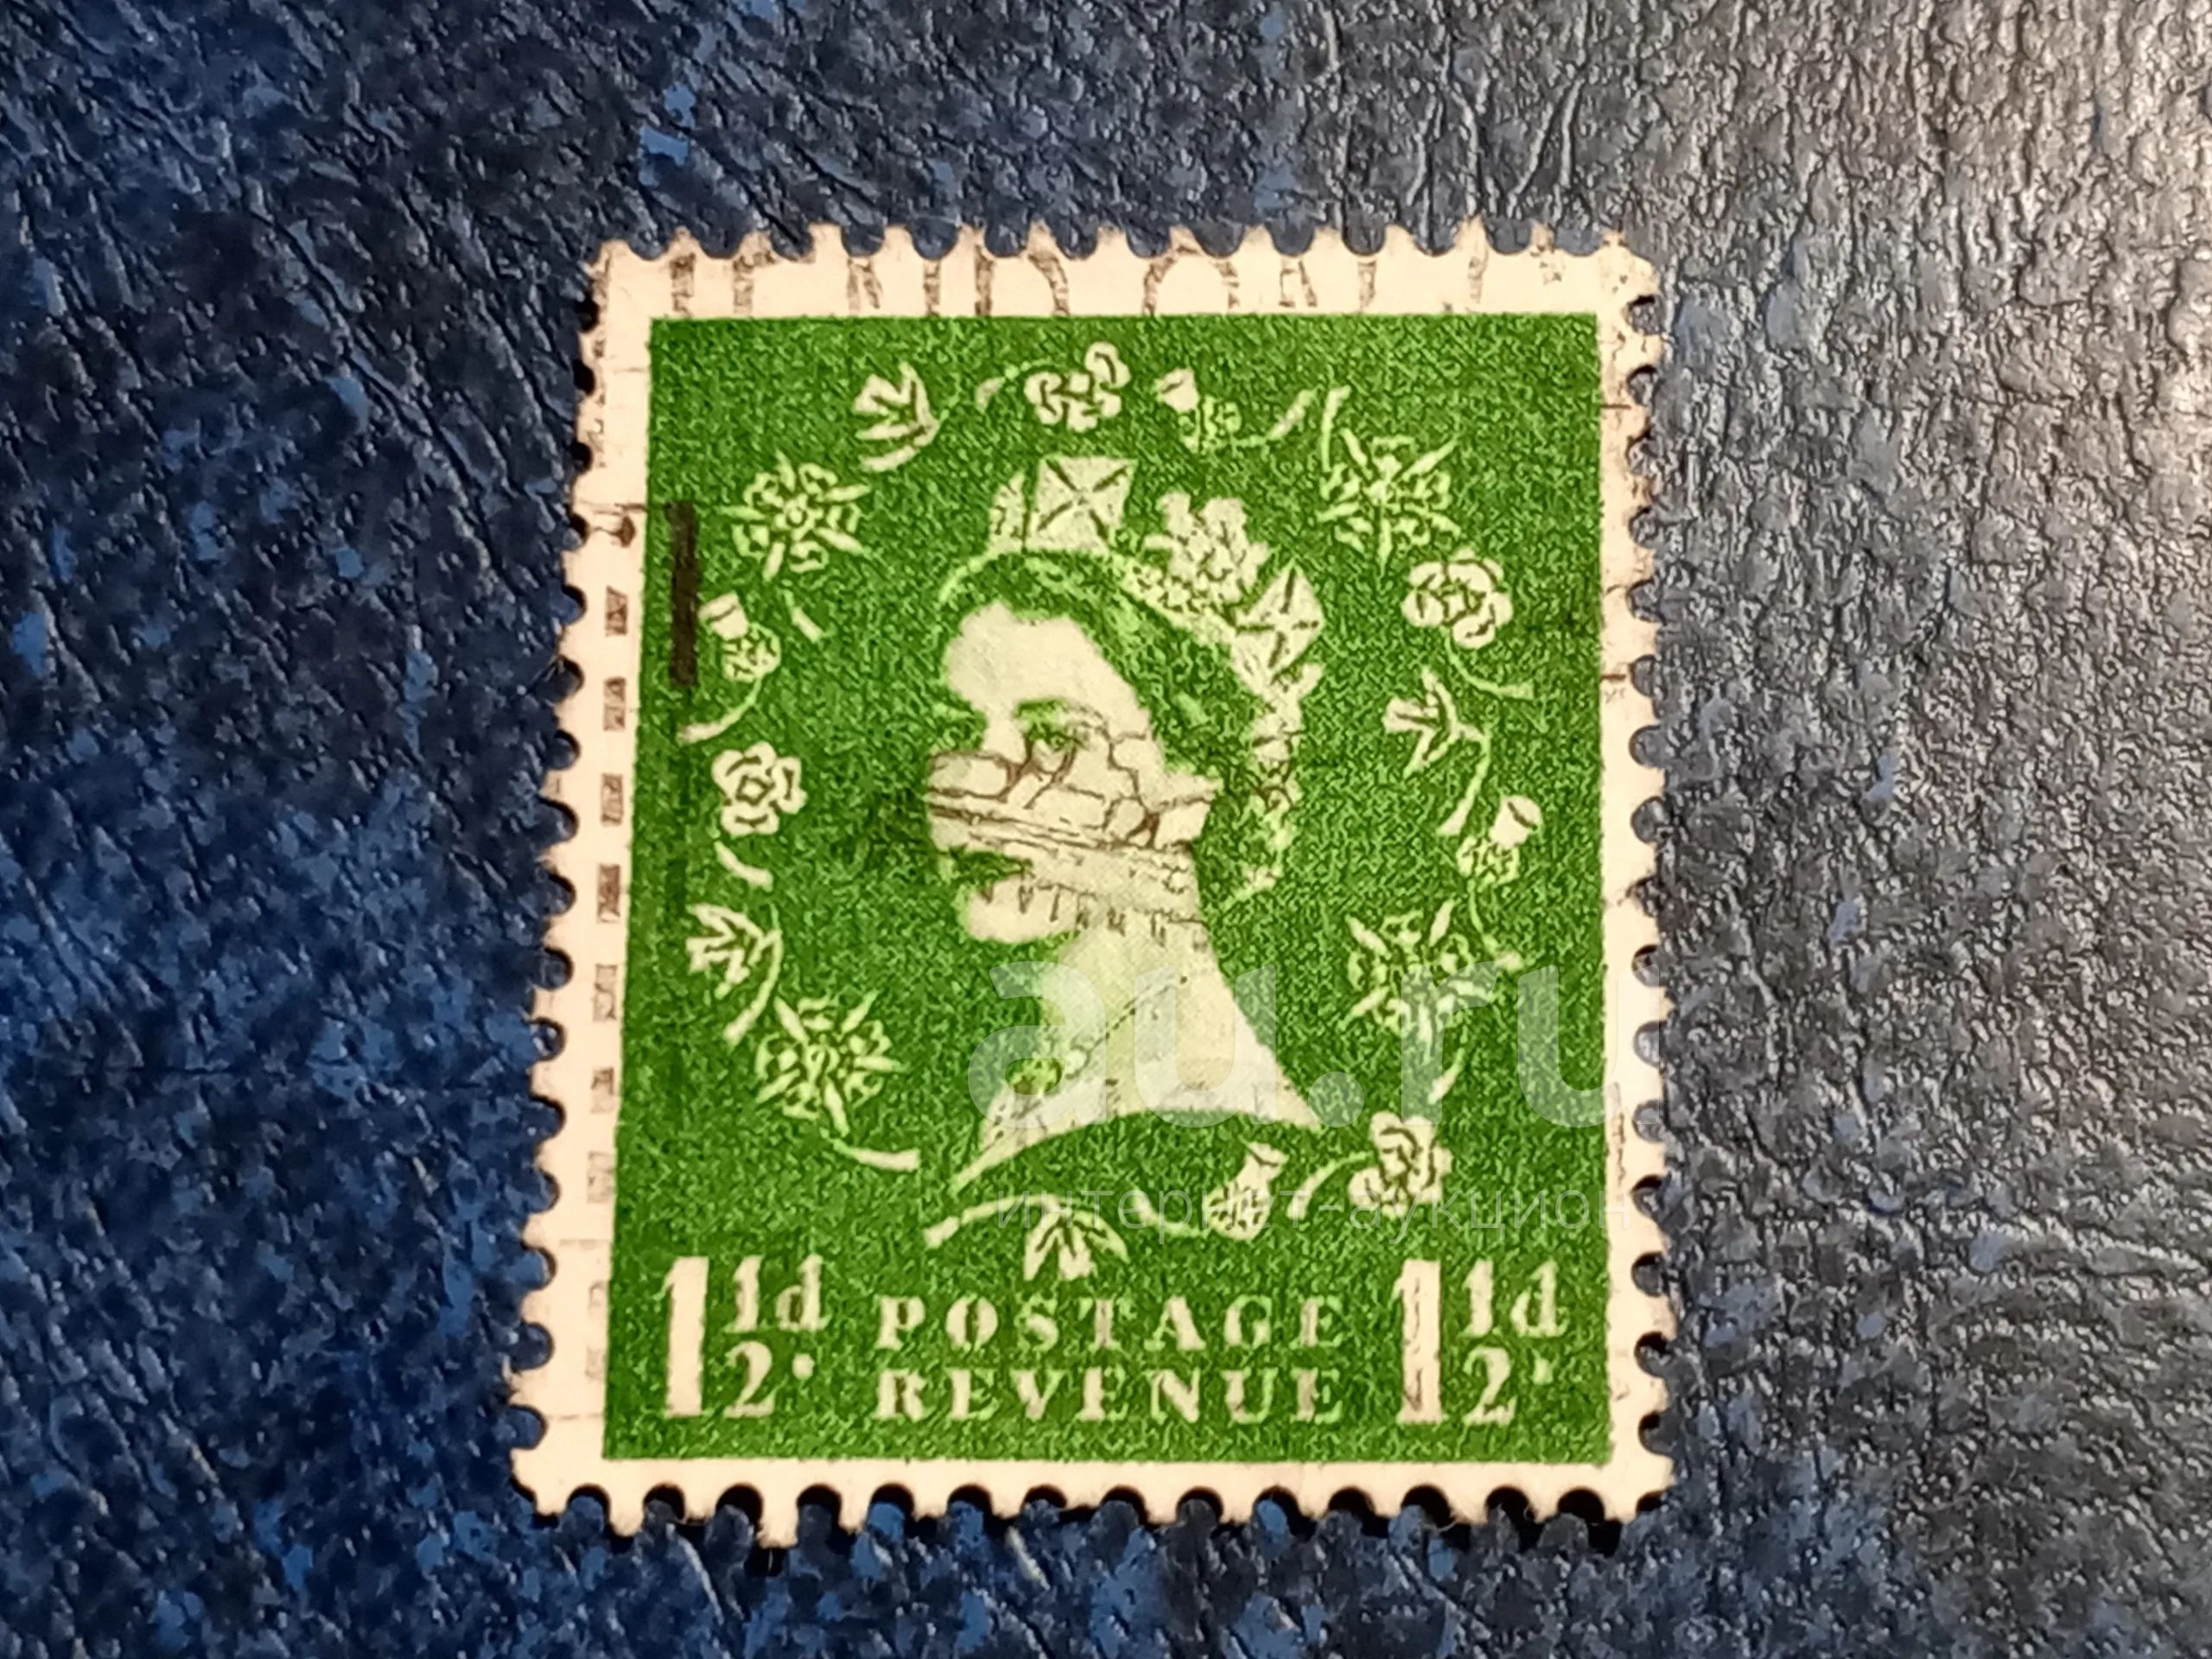 au.ru
интернет-аукцион
1½d. POSTAGE 1½d.
REVENUE